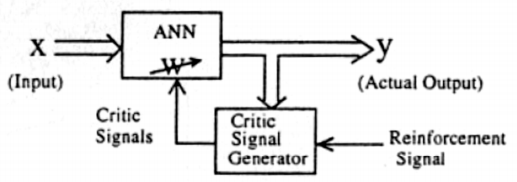 ANN
X
W
y
(Input)
(Actual Output)
Critic
Signals
Critic
Signal
Generator
Reinforcement
Signal